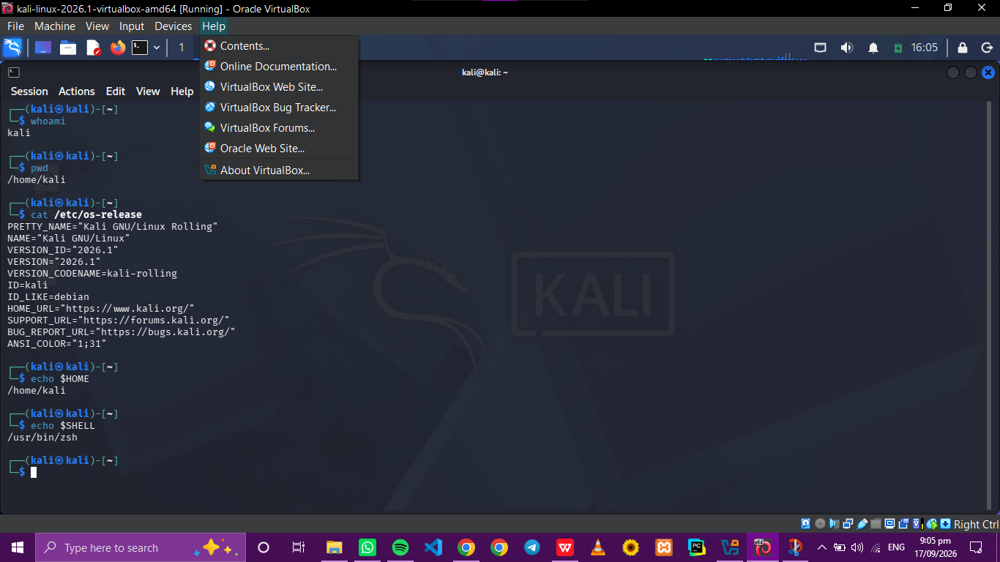 kali-linux-2026.1-virtualbox-amd64 [Running] - Oracle VirtualBox
File Machine View Input Devices Help
1
16:05
Contents...
Online Documentation...
VirtualBox Web Site...
VirtualBox Bug Tracker...
VirtualBox Forums...
Oracle Web Site...
About VirtualBox...
kali@kali: ~
Session Actions Edit View Help
┌──(kali㉿kali)-[~]
└─$ whoami
kali
┌──(kali㉿kali)-[~]
└─$ pwd
/home/kali
┌──(kali㉿kali)-[~]
└─$ cat /etc/os-release
PRETTY_NAME="Kali GNU/Linux Rolling"
NAME="Kali GNU/Linux"
VERSION_ID="2026.1"
VERSION="2026.1"
VERSION_CODENAME=kali-rolling
ID=kali
ID_LIKE=debian
HOME_URL="https://www.kali.org/"
SUPPORT_URL="https://forums.kali.org/"
BUG_REPORT_URL="https://bugs.kali.org/"
ANSI_COLOR="1;31"
┌──(kali㉿kali)-[~]
└─$ echo $HOME
/home/kali
┌──(kali㉿kali)-[~]
└─$ echo $SHELL
/usr/bin/zsh
┌──(kali㉿kali)-[~]
└─$
KALI
Right Ctrl
Type here to search
ENG
9:05 pm
17/09/2026